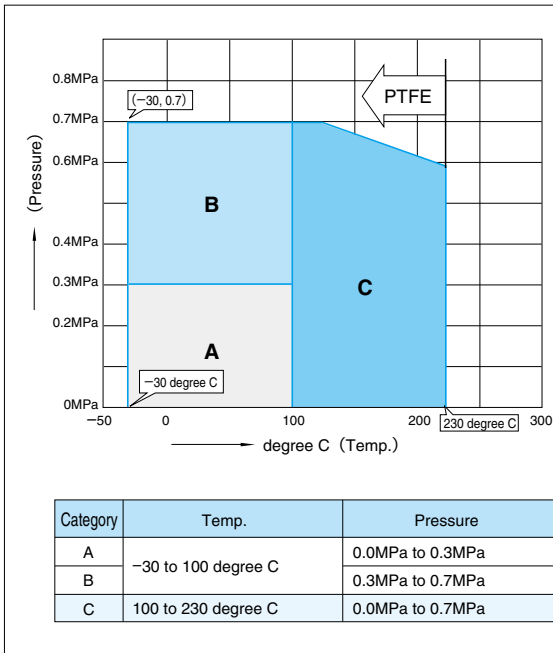 0.8MPa
(−30, 0.7)
PTFE
0.7MPa
0.6MPa
(Pressure)
B
0.4MPa
C
0.3MPa
0.2MPa
A
−30 degree C
0MPa
−50 0 100 200 300
230 degree C
degree C (Temp.)
Category Temp. Pressure
A −30 to 100 degree C 0.0MPa to 0.3MPa
B 0.3MPa to 0.7MPa
C 100 to 230 degree C 0.0MPa to 0.7MPa